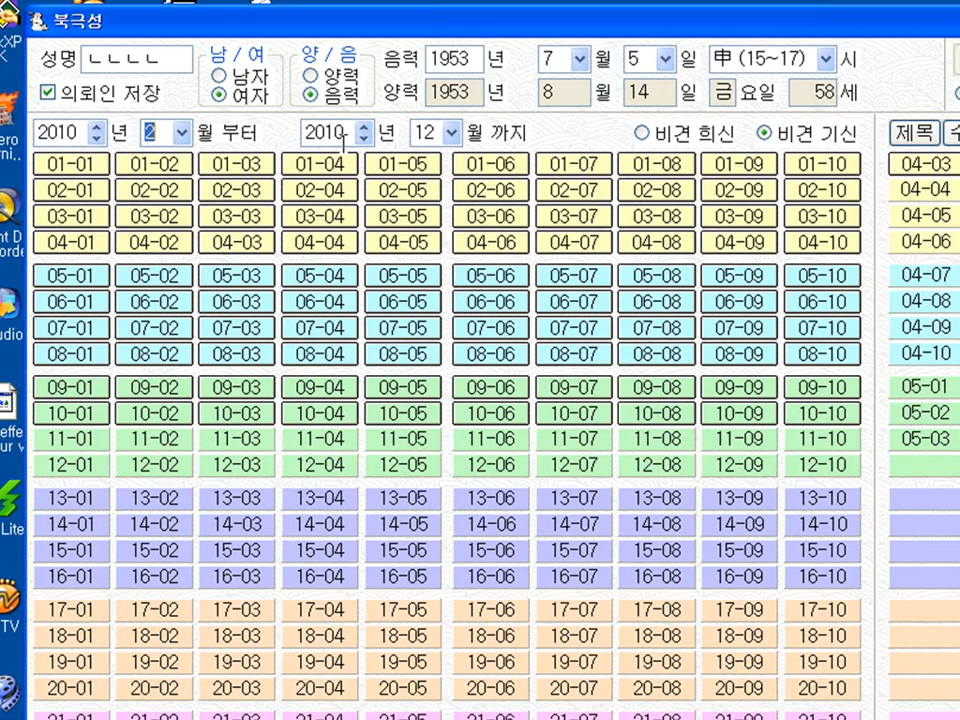 북극성
성명 ㄴㄴㄴㄴ 남 / 여 양 / 음 음력 1953 년 7 월 5 일 申 (15~17) 시
남자 양력
의뢰인 저장 여자 음력 양력 1953 년 8 월 14 일 금 요일 58 세
2010 년 2 월 부터 2010 년 12 월 까지 비견 희신 비견 기신 제목
01-01 01-02 01-03 01-04 01-05 01-06 01-07 01-08 01-09 01-10 04-03
02-01 02-02 02-03 02-04 02-05 02-06 02-07 02-08 02-09 02-10 04-04
03-01 03-02 03-03 03-04 03-05 03-06 03-07 03-08 03-09 03-10 04-05
04-01 04-02 04-03 04-04 04-05 04-06 04-07 04-08 04-09 04-10 04-06
05-01 05-02 05-03 05-04 05-05 05-06 05-07 05-08 05-09 05-10 04-07
06-01 06-02 06-03 06-04 06-05 06-06 06-07 06-08 06-09 06-10 04-08
07-01 07-02 07-03 07-04 07-05 07-06 07-07 07-08 07-09 07-10 04-09
08-01 08-02 08-03 08-04 08-05 08-06 08-07 08-08 08-09 08-10 04-10
09-01 09-02 09-03 09-04 09-05 09-06 09-07 09-08 09-09 09-10 05-01
10-01 10-02 10-03 10-04 10-05 10-06 10-07 10-08 10-09 10-10 05-02
11-01 11-02 11-03 11-04 11-05 11-06 11-07 11-08 11-09 11-10 05-03
12-01 12-02 12-03 12-04 12-05 12-06 12-07 12-08 12-09 12-10
13-01 13-02 13-03 13-04 13-05 13-06 13-07 13-08 13-09 13-10
14-01 14-02 14-03 14-04 14-05 14-06 14-07 14-08 14-09 14-10
15-01 15-02 15-03 15-04 15-05 15-06 15-07 15-08 15-09 15-10
16-01 16-02 16-03 16-04 16-05 16-06 16-07 16-08 16-09 16-10
17-01 17-02 17-03 17-04 17-05 17-06 17-07 17-08 17-09 17-10
18-01 18-02 18-03 18-04 18-05 18-06 18-07 18-08 18-09 18-10
19-01 19-02 19-03 19-04 19-05 19-06 19-07 19-08 19-09 19-10
20-01 20-02 20-03 20-04 20-05 20-06 20-07 20-08 20-09 20-10
21-01 21-02 21-03 21-04 21-05 21-06 21-07 21-08 21-09 21-10
Lite
TV